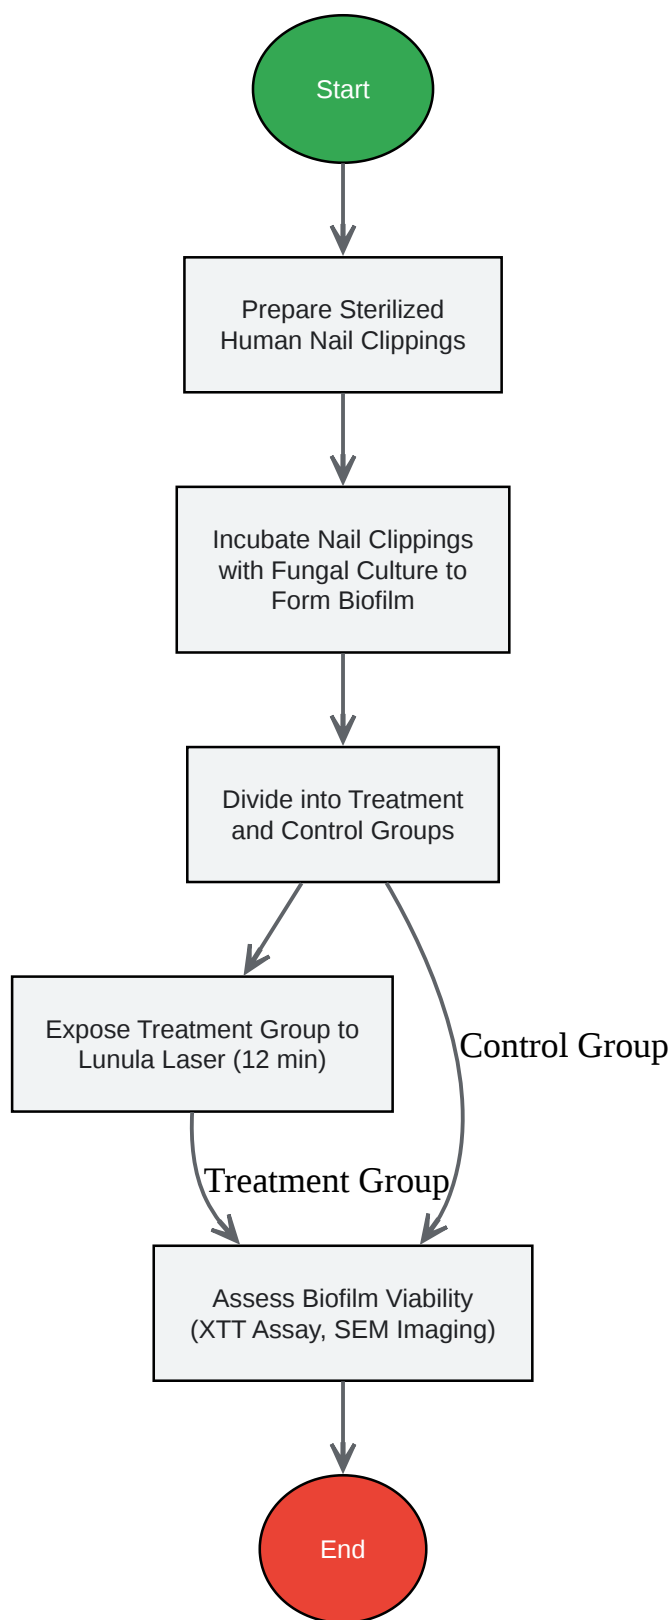 Start
Prepare Sterilized
Human Nail Clippings
Incubate Nail Clippings
with Fungal Culture to
Form Biofilm
Divide into Treatment
and Control Groups
Expose Treatment Group to
Lunula Laser (12 min)
Control Group
Treatment Group
Assess Biofilm Viability
(XTT Assay, SEM Imaging)
End